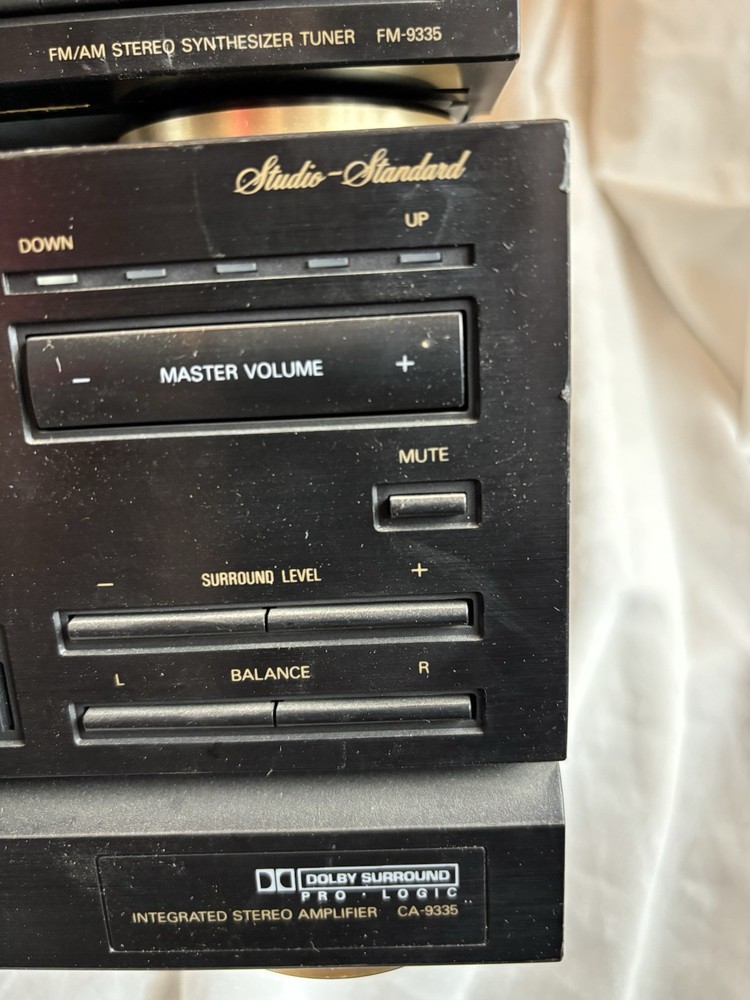 FM/AM STEREO SYNTHESIZER TUNER FM-9335
Studio-Standard
DOWN UP
- MASTER VOLUME +
MUTE
- SURROUND LEVEL +
L BALANCE R
DOLBY SURROUND
PRO · LOGIC
INTEGRATED STEREO AMPLIFIER CA-9335